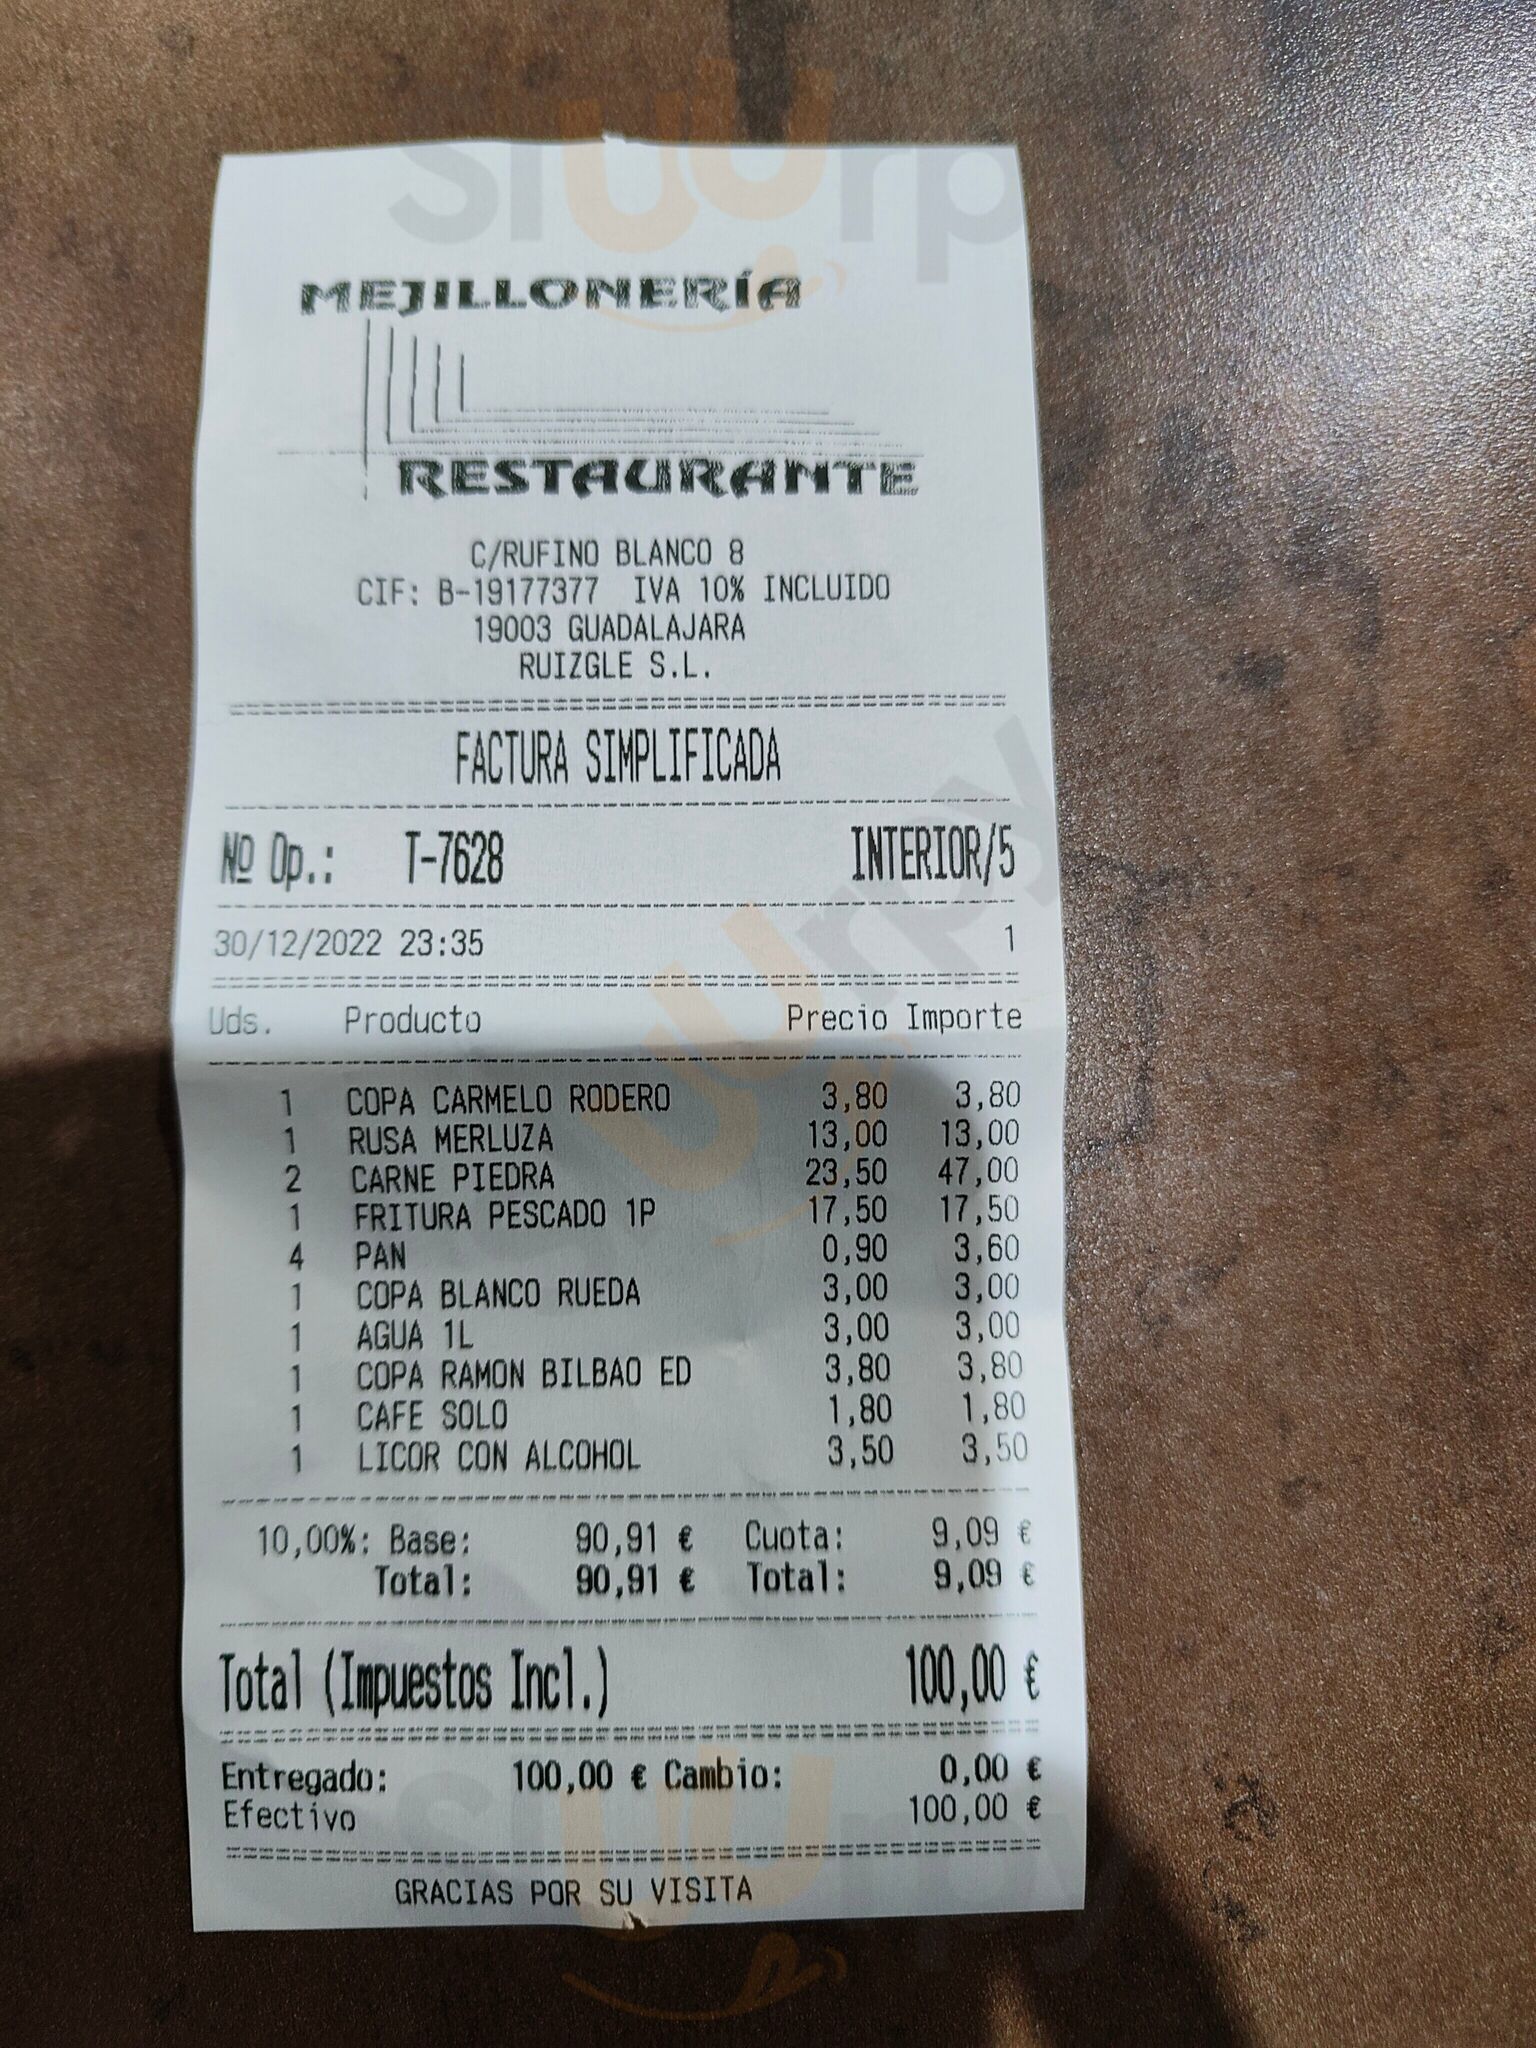 MEJILLONERÍA
RESTAURANTE
C/RUFINO BLANCO 8
CIF: B-19177377 IVA 10% INCLUIDO
19003 GUADALAJARA
RUIZGLE S.L.
FACTURA SIMPLIFICADA
Nº Op.: T-7628 INTERIOR/5
30/12/2022 23:35 1
Uds. Producto Precio Importe
1 COPA CARMELO RODERO 3,80 3,80
1 RUSA MERLUZA 13,00 13,00
2 CARNE PIEDRA 23,50 47,00
1 FRITURA PESCADO 1P 17,50 17,50
4 PAN 0,90 3,60
1 COPA BLANCO RUEDA 3,00 3,00
1 AGUA 1L 3,00 3,00
1 COPA RAMON BILBAO ED 3,80 3,80
1 CAFE SOLO 1,80 1,80
1 LICOR CON ALCOHOL 3,50 3,50
10,00%: Base: 90,91 € Cuota: 9,09 €
Total: 90,91 € Total: 9,09 €
Total (Impuestos Incl.) 100,00 €
Entregado: 100,00 € Cambio: 0,00 €
Efectivo 100,00 €
GRACIAS POR SU VISITA
sluurpy
sluurpy
sluurpy